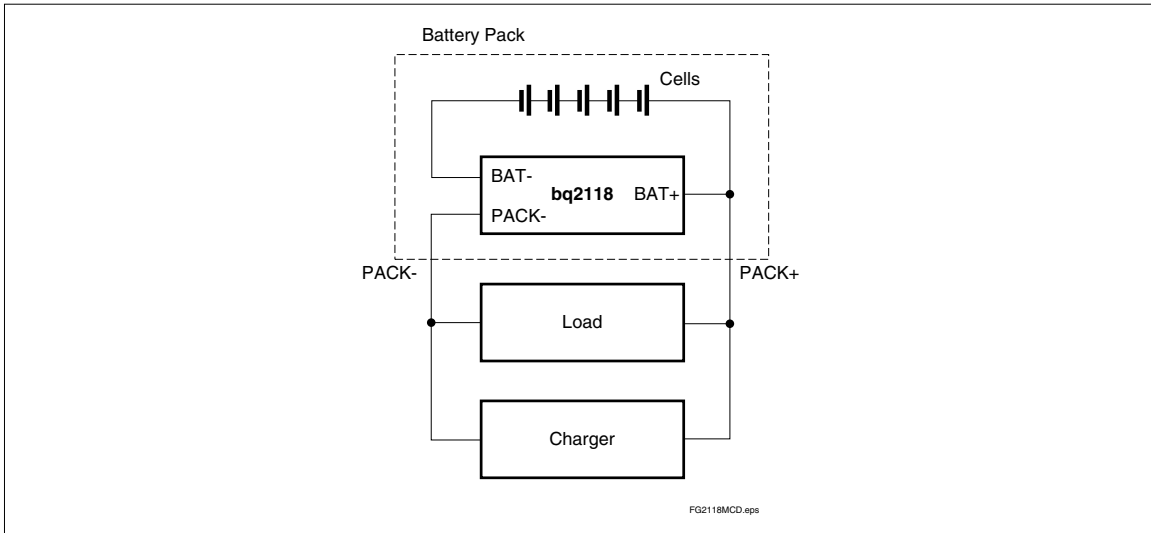 Battery Pack
Cells
BAT-
bq2118 BAT+
PACK-
PACK- PACK+
Load
Charger
FG2118MCD.eps